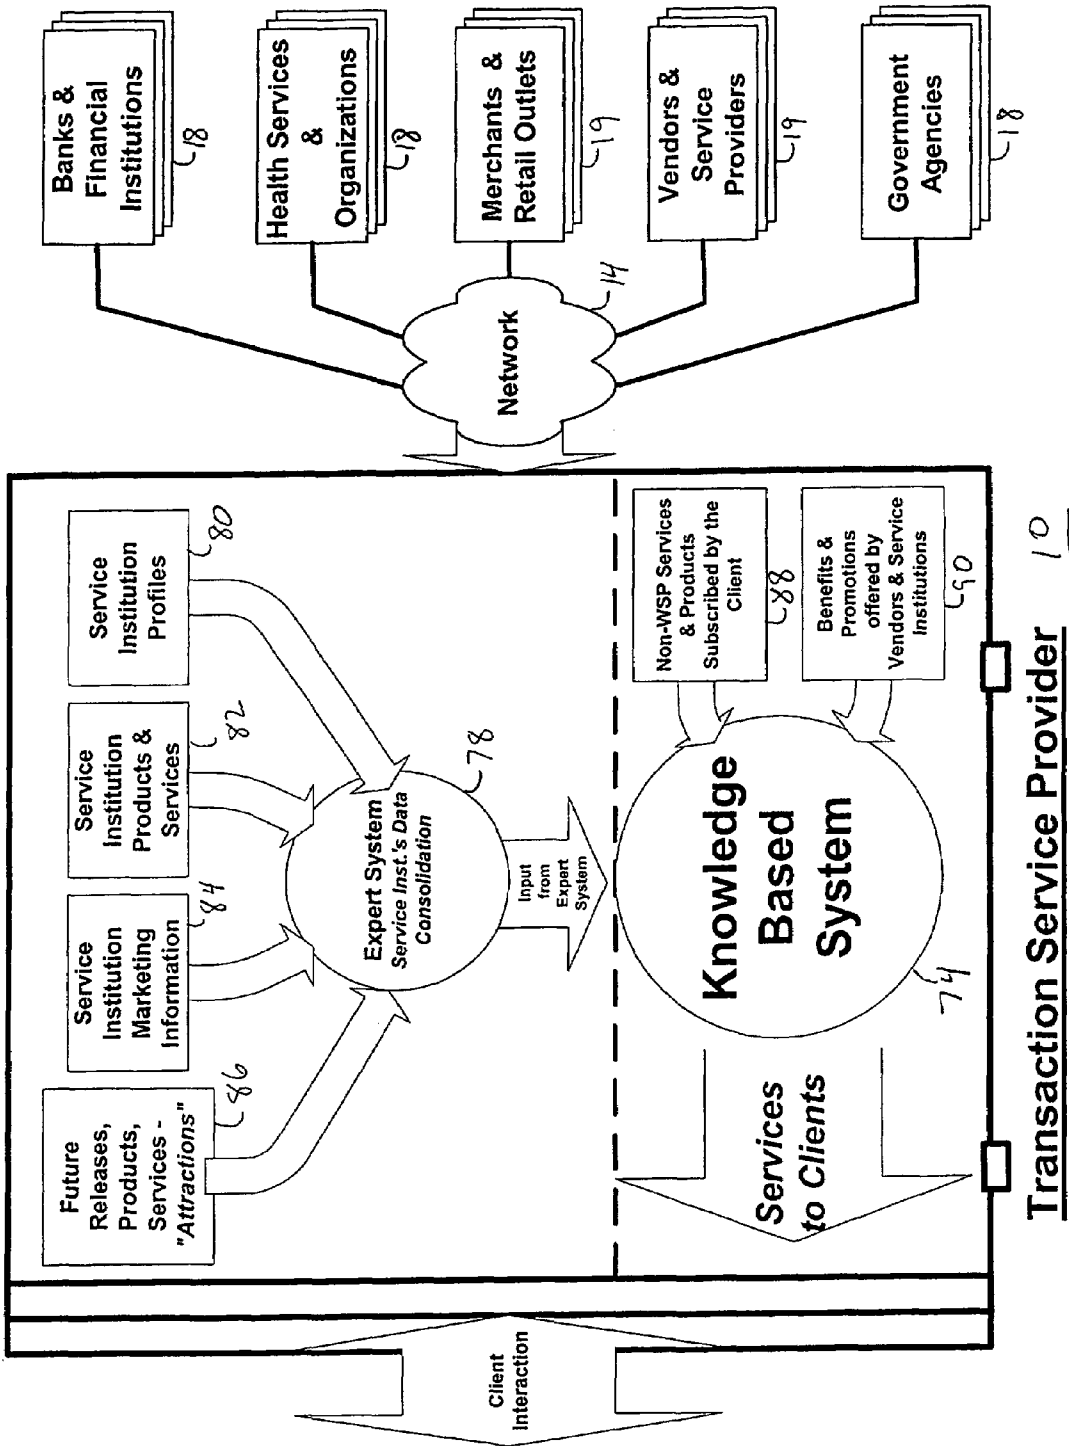 Future
Releases,
Products,
Services -
"Attractions"
86
Service
Institution
Marketing
Information
84
Service
Institution
Products &
Services
82
Service
Institution
Profiles
80
Expert System
Service Inst.'s Data
Consolidation
78
Input
from
Expert
System
Client
Interaction
Services
to Clients
Knowledge
Based
System
74
Non-WSP Services
& Products
Subscribed by the
Client
88
Benefits &
Promotions
offered by
Vendors & Service
Institutions
90
Network
14
Banks &
Financial
Institutions
18
Health Services
&
Organizations
18
Merchants &
Retail Outlets
19
Vendors &
Service
Providers
19
Government
Agencies
18
Transaction Service Provider 10